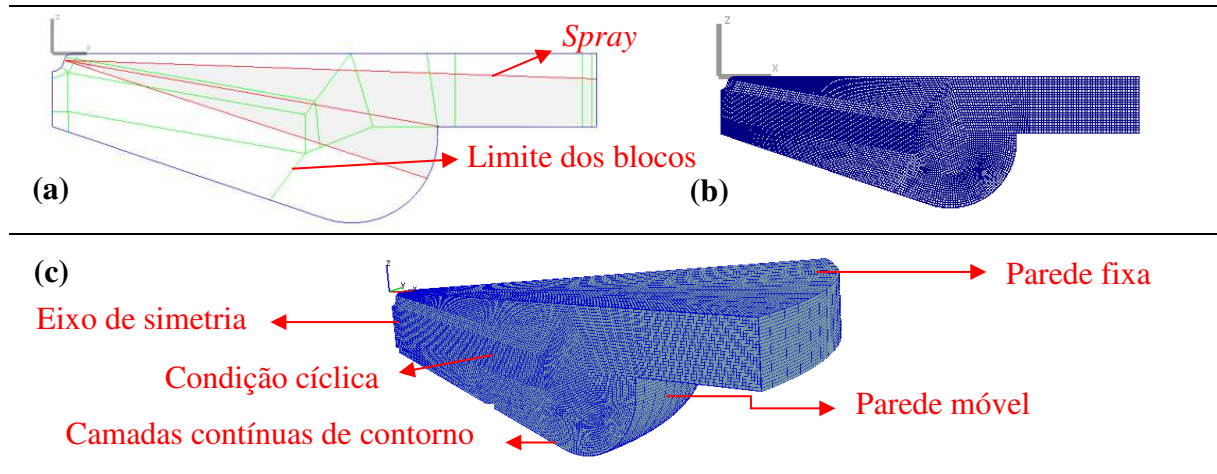 z
x
Spray
Limite dos blocos
(a)
Z
X
(b)
(c)
z
Y
x
Eixo de simetria
Condição cíclica
Camadas contínuas de contorno
Parede fixa
Parede móvel